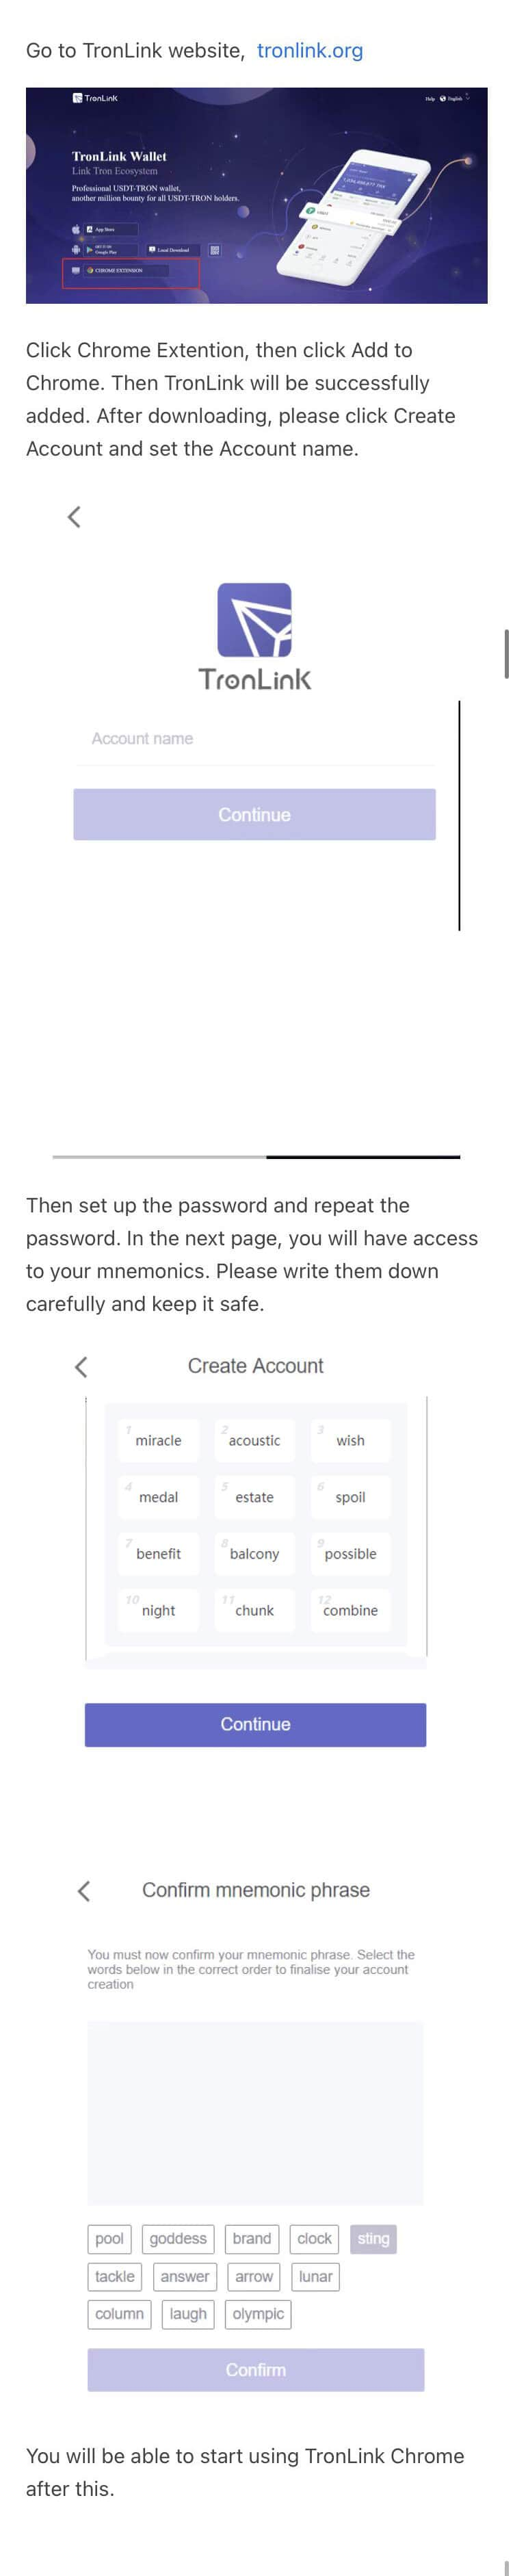 Go to TronLink website, tronlink.org
TronLink
Help English
TronLink Wallet
Link Tron Ecosystem
Professional USDT-TRON wallet,
another million bounty for all USDT-TRON holders.
App Store
GET IT ON
Google Play
Local Download
CHROME EXTENSION
Click Chrome Extention, then click Add to
Chrome. Then TronLink will be successfully
added. After downloading, please click Create
Account and set the Account name.
TronLink
Account name
Continue
Then set up the password and repeat the
password. In the next page, you will have access
to your mnemonics. Please write them down
carefully and keep it safe.
Create Account
1 miracle 2 acoustic 3 wish
4 medal 5 estate 6 spoil
7 benefit 8 balcony 9 possible
10 night 11 chunk 12 combine
Continue
Confirm mnemonic phrase
You must now confirm your mnemonic phrase. Select the
words below in the correct order to finalise your account
creation
pool goddess brand clock sting
tackle answer arrow lunar
column laugh olympic
Confirm
You will be able to start using TronLink Chrome
after this.